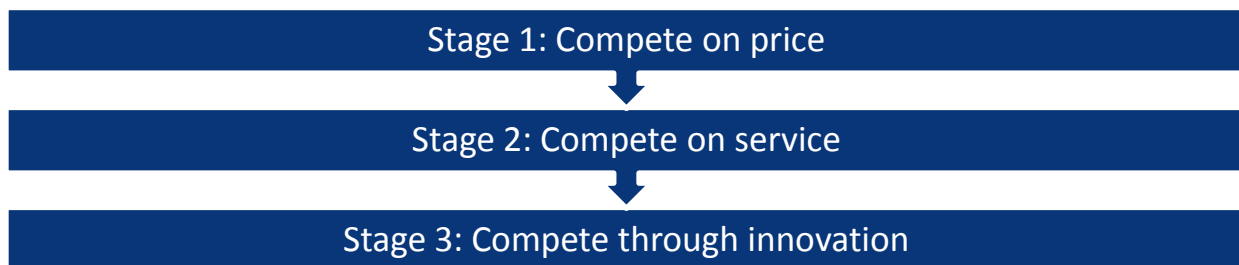 Stage 1: Compete on price
Stage 2: Compete on service
Stage 3: Compete through innovation